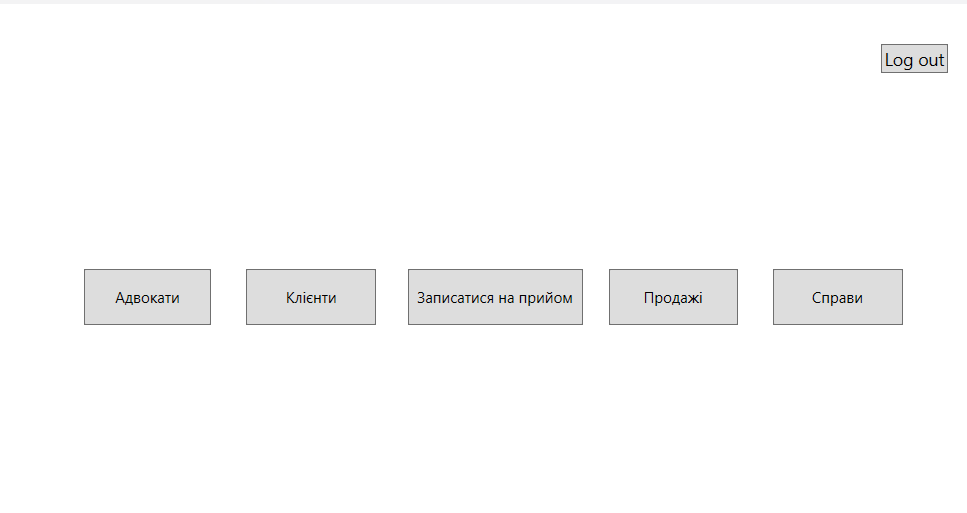 Log out
Адвокати
Клієнти
Записатися на прийом
Продажі
Справи